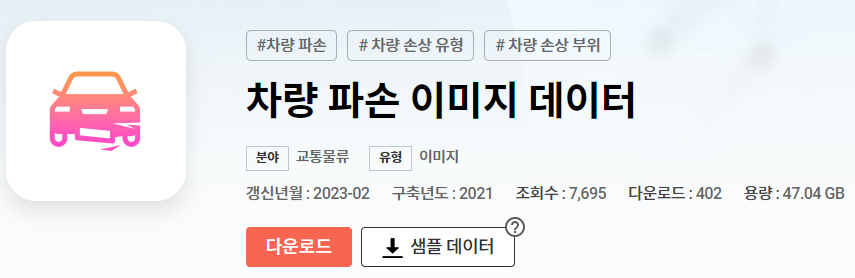 #차량 파손 # 차량 손상 유형 # 차량 손상 부위
차량 파손 이미지 데이터
분야 교통물류 유형 이미지
갱신년월 : 2023-02 구축년도 : 2021 조회수 : 7,695 다운로드 : 402 용량 : 47.04 GB
다운로드 샘플 데이터 ?